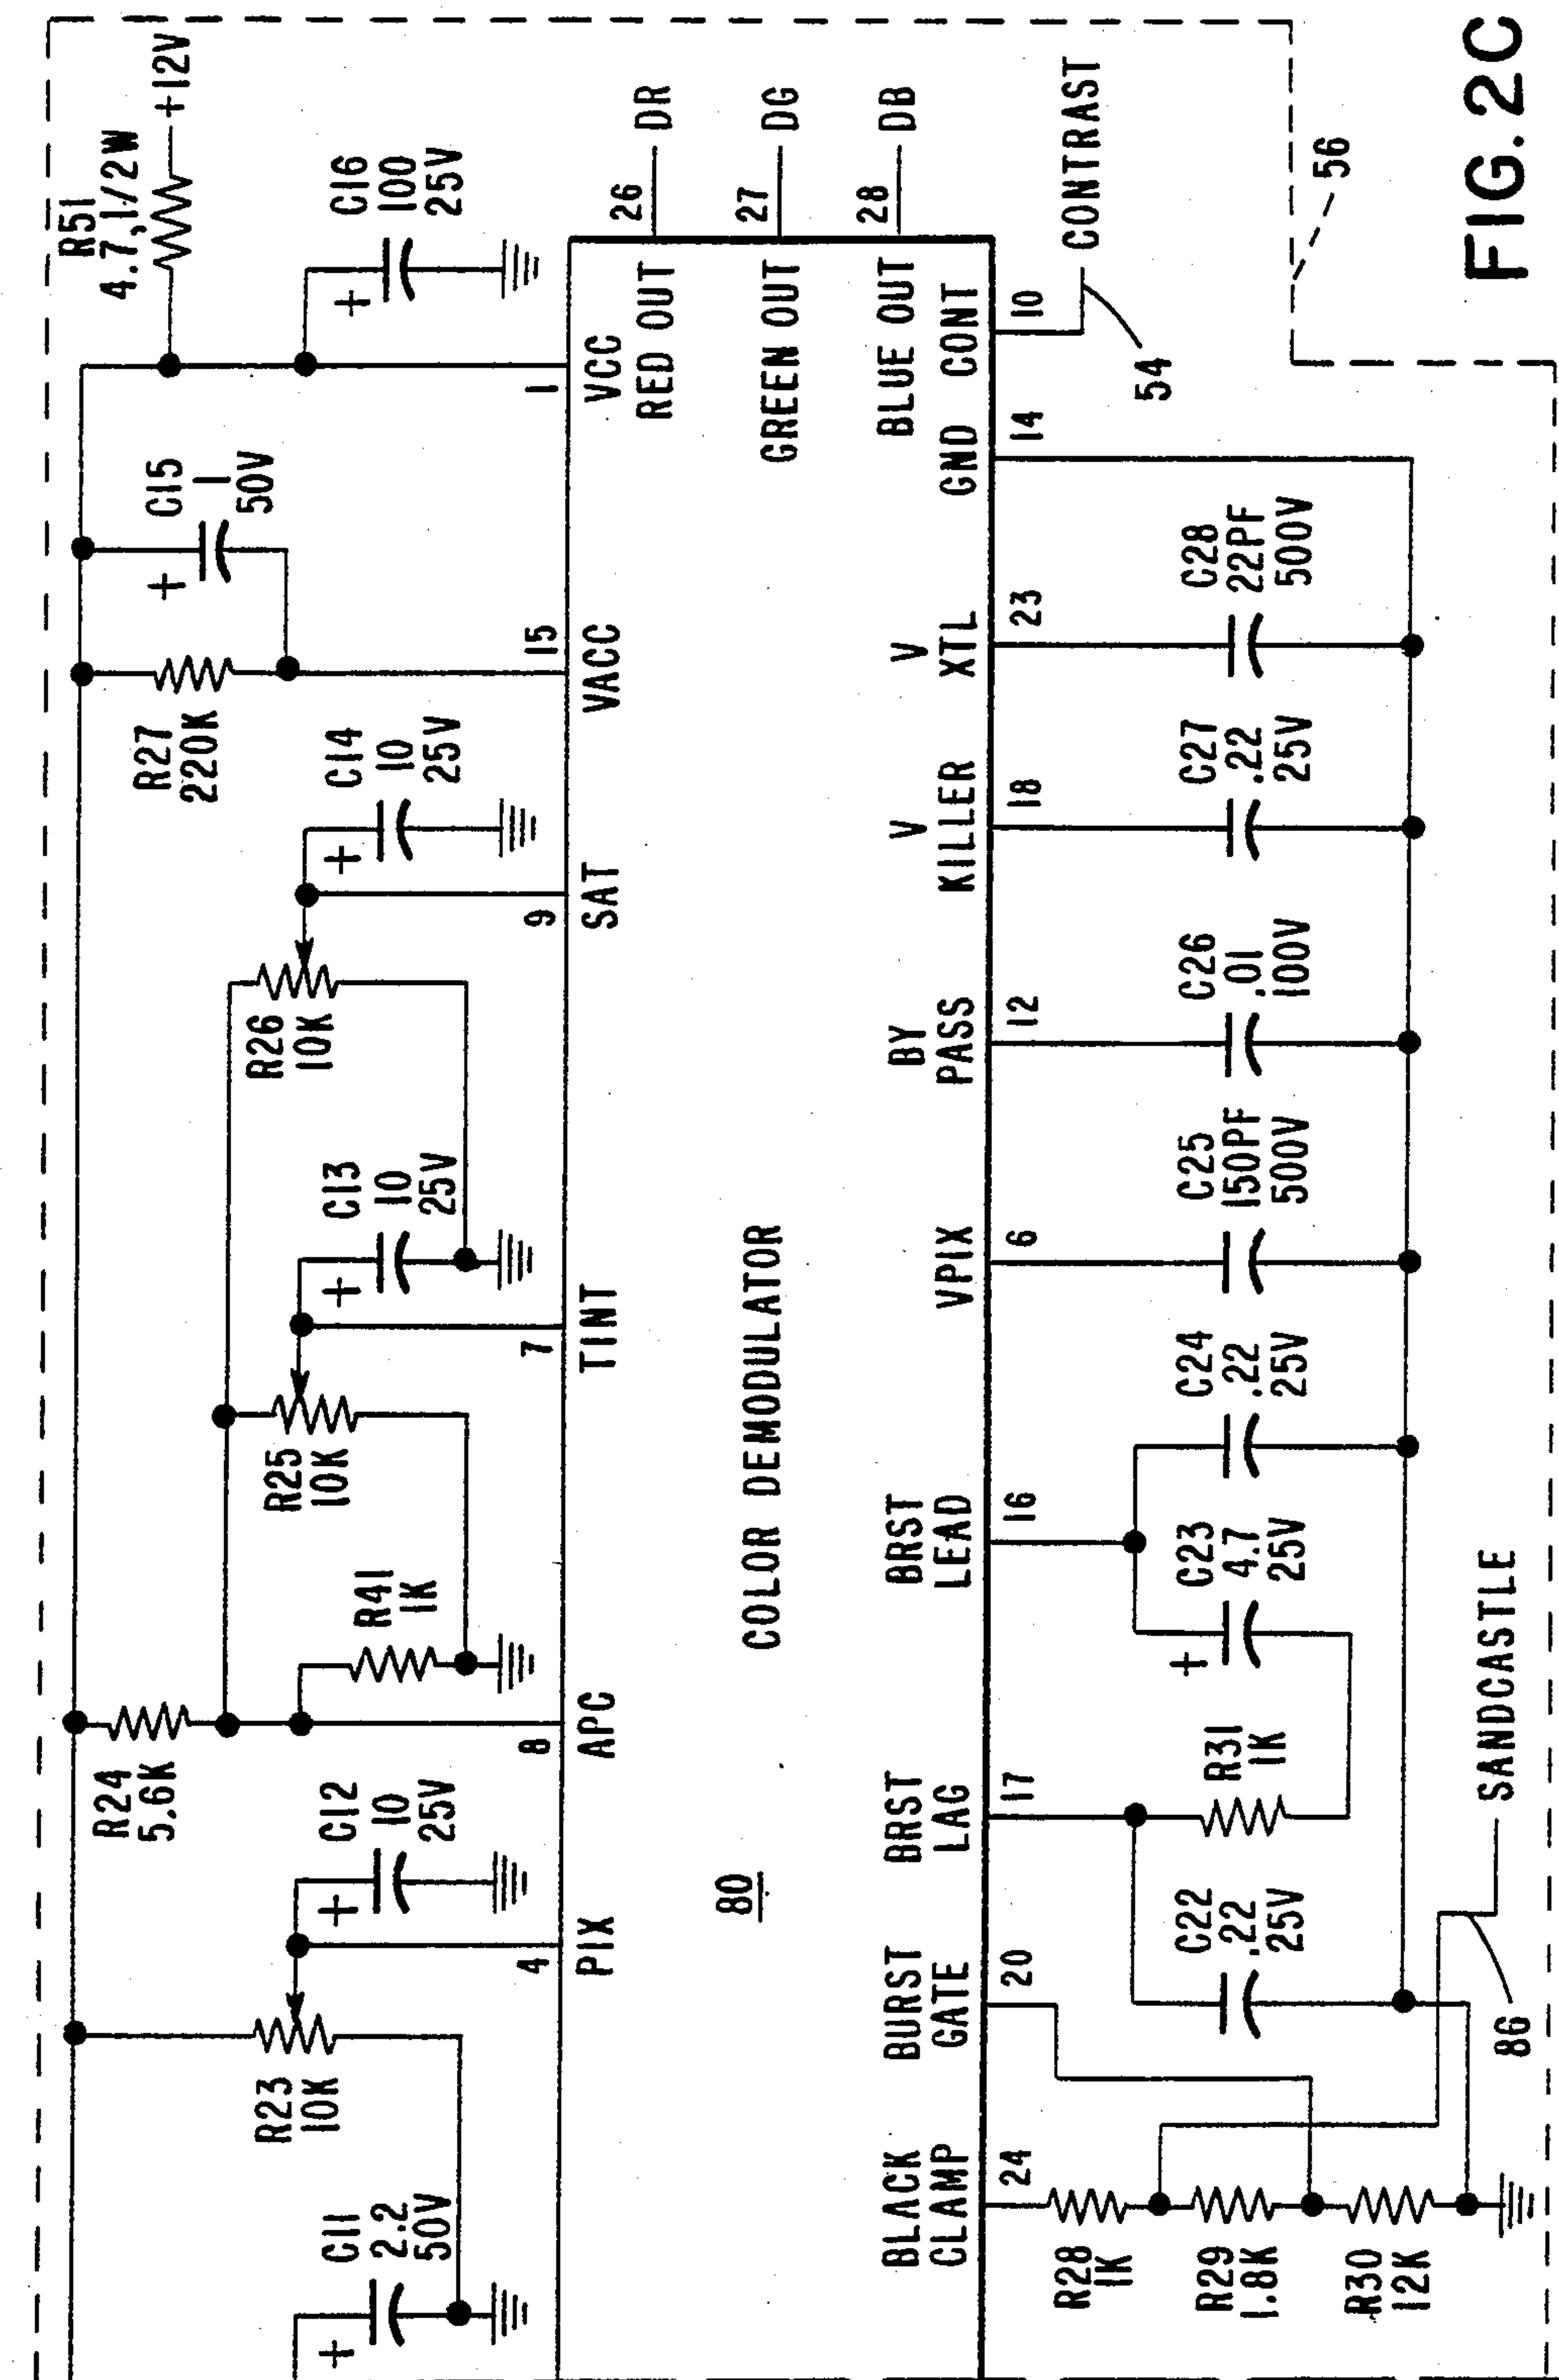 R51
4.7,1/2W
+12V
C15
1
50V
C16
100
25V
R27
220K
C14
10
25V
R26
10K
C13
10
25V
R25
10K
R41
1K
R24
5.6K
C12
10
25V
R23
10K
C11
2.2
50V
+
+
+
+
+
+
4
8
7
9
15
1
PIX
APC
TINT
SAT
VACC
VCC
RED OUT
26
DR
GREEN OUT
27
DG
BLUE OUT
28
DB
COLOR DEMODULATOR
80
BLACK
CLAMP
BURST
GATE
BRST
LAG
BRST
LEAD
VPIX
BY
PASS
V
KILLER
V
XTL
GND
CONT
24
20
17
16
6
12
18
23
14
10
CONTRAST
54
R28
1K
R29
1.8K
R30
12K
C22
.22
25V
R31
1K
+
C23
4.7
25V
C24
.22
25V
C25
150PF
500V
C26
.01
100V
C27
.22
25V
C28
22PF
500V
86
SANDCASTLE
56
FIG.2C